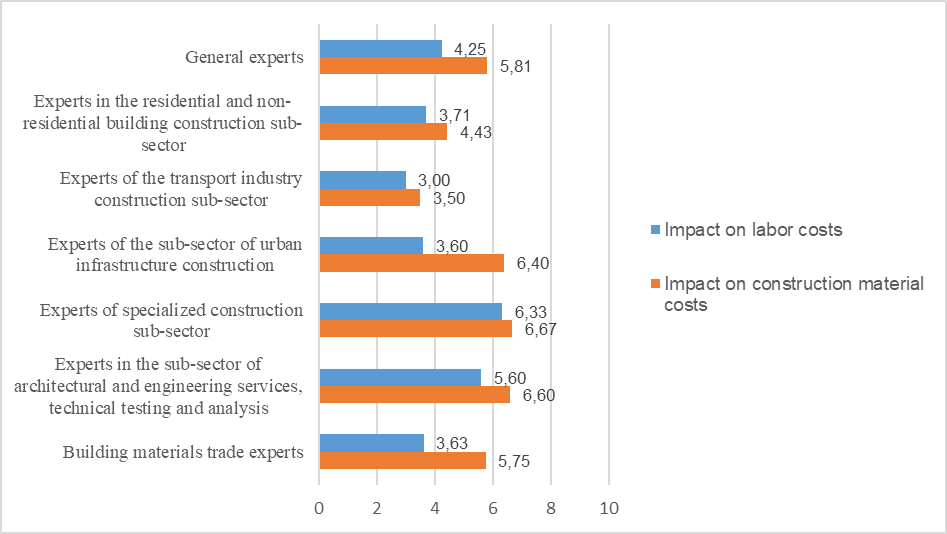 General experts
4,25
5,81
Experts in the residential and non-
residential building construction sub-
sector
3,71
4,43
Experts of the transport industry
construction sub-sector
3,00
3,50
Experts of the sub-sector of urban
infrastructure construction
3,60
6,40
Experts of specialized construction
sub-sector
6,33
6,67
Experts in the sub-sector of
architectural and engineering services,
technical testing and analysis
5,60
6,60
Building materials trade experts
3,63
5,75
0 2 4 6 8 10
Impact on labor costs
Impact on construction material
costs